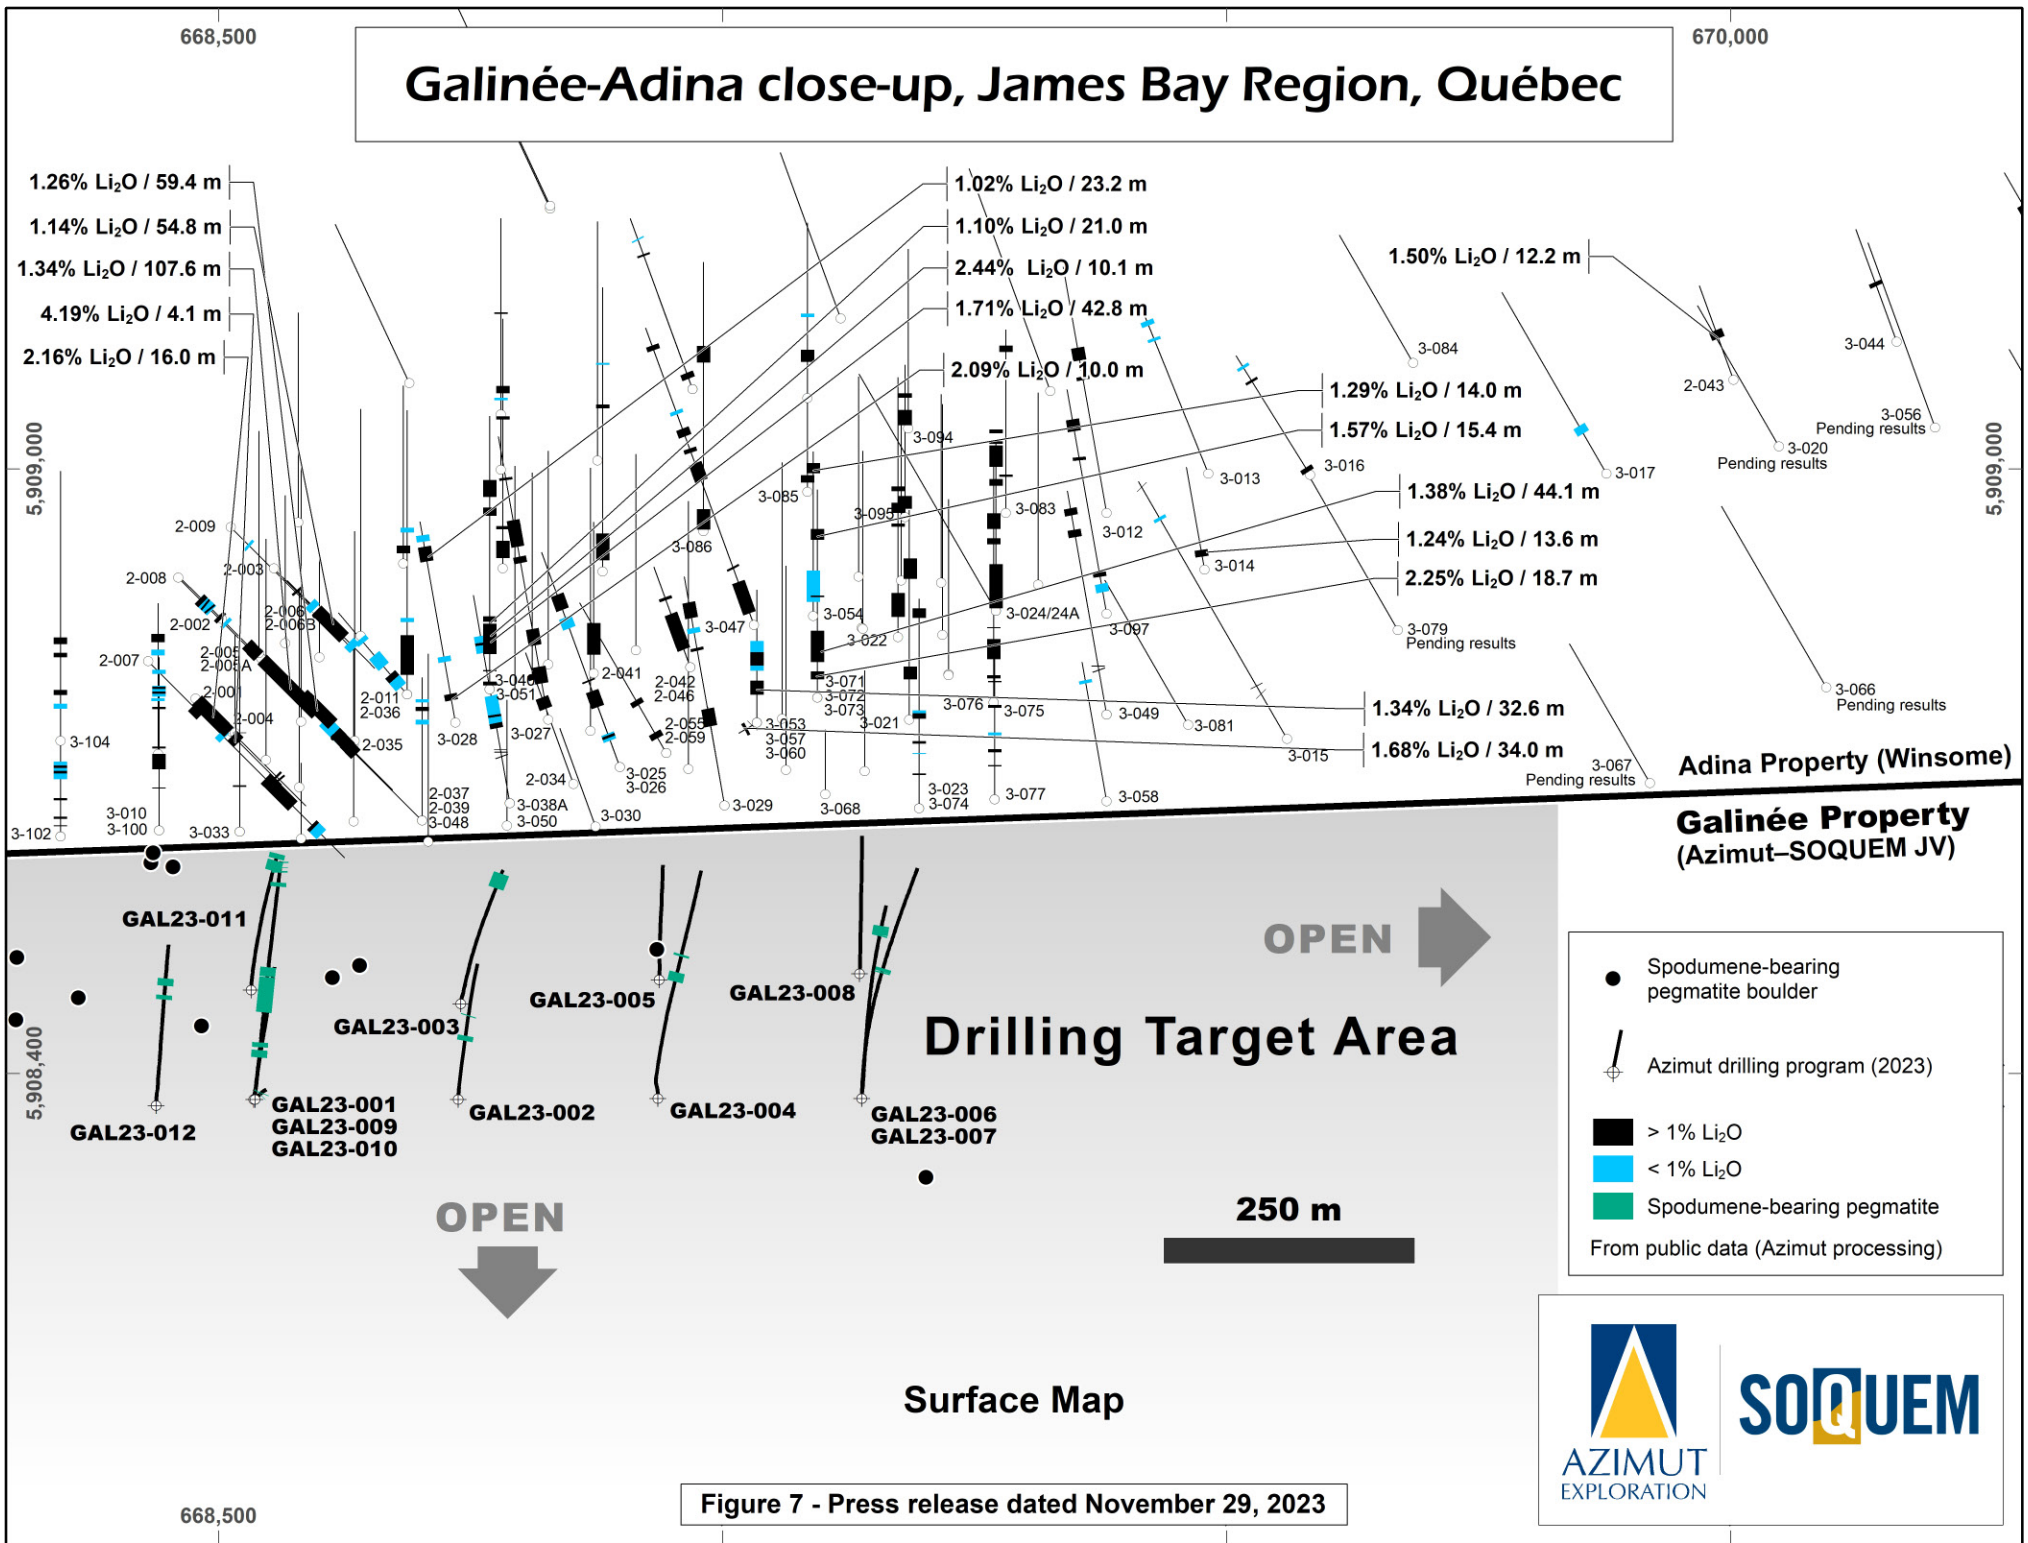 668,500
670,000
Galinée-Adina close-up, James Bay Region, Québec
1.26% Li₂O / 59.4 m
1.14% Li₂O / 54.8 m
1.34% Li₂O / 107.6 m
4.19% Li₂O / 4.1 m
2.16% Li₂O / 16.0 m
1.02% Li₂O / 23.2 m
1.10% Li₂O / 21.0 m
2.44% Li₂O / 10.1 m
1.71% Li₂O / 42.8 m
2.09% Li₂O / 10.0 m
1.50% Li₂O / 12.2 m
1.29% Li₂O / 14.0 m
1.57% Li₂O / 15.4 m
1.38% Li₂O / 44.1 m
1.24% Li₂O / 13.6 m
2.25% Li₂O / 18.7 m
1.34% Li₂O / 32.6 m
1.68% Li₂O / 34.0 m
5,909,000
5,909,000
3-084
3-044
2-043
3-056
Pending results
3-020
Pending results
3-094
3-016
3-013
3-017
3-085
3-095
3-083
3-012
2-009
3-086
2-003
2-008
3-014
2-006
2-006B
2-002
3-054
3-024/24A
3-097
3-047
3-022
3-079
Pending results
2-005
2-005A
2-007
2-041
3-040
3-051
2-042
2-046
3-071
3-072
3-073
3-066
Pending results
2-001
2-011
2-036
2-004
3-076
3-075
3-049
3-104
2-035
3-028
3-027
2-055
2-059
3-053
3-057
3-060
3-021
3-081
3-015
3-067
Pending results
3-025
3-026
2-034
2-037
2-039
3-048
3-023
3-074
3-077
3-058
3-038A
3-050
3-029
3-068
3-010
3-100
3-102
3-033
3-030
Adina Property (Winsome)
Galinée Property
(Azimut–SOQUEM JV)
GAL23-011
OPEN
GAL23-005
GAL23-008
GAL23-003
Drilling Target Area
5,908,400
GAL23-001
GAL23-009
GAL23-010
GAL23-002
GAL23-004
GAL23-006
GAL23-007
GAL23-012
OPEN
250 m
Spodumene-bearing
pegmatite boulder
Azimut drilling program (2023)
> 1% Li₂O
< 1% Li₂O
Spodumene-bearing pegmatite
From public data (Azimut processing)
Surface Map
AZIMUT
EXPLORATION
SOQUEM
Figure 7 - Press release dated November 29, 2023
668,500